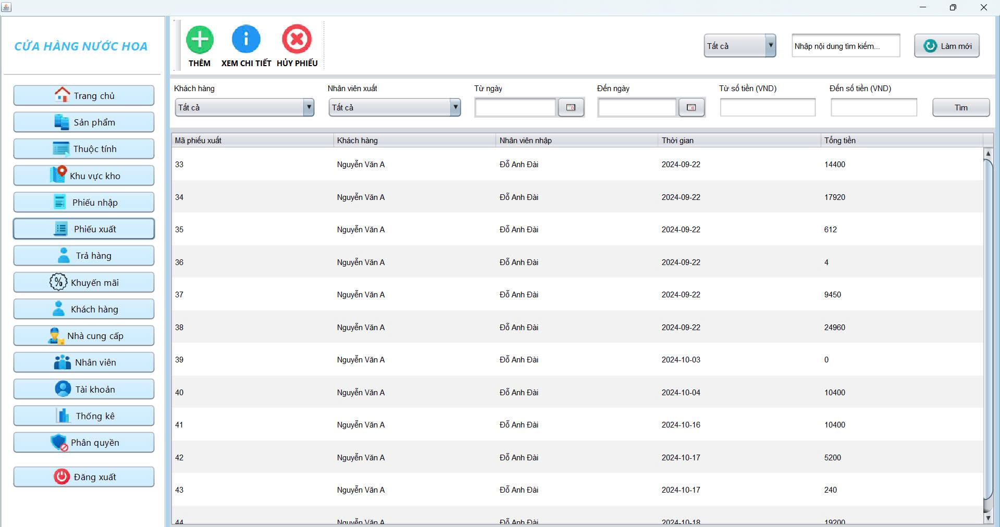 CỬA HÀNG NƯỚC HOA
Trang chủ
Sản phẩm
Thuộc tính
Khu vực kho
Phiếu nhập
Phiếu xuất
Trả hàng
Khuyến mãi
Khách hàng
Nhà cung cấp
Nhân viên
Tài khoản
Thống kê
Phân quyền
Đăng xuất
THÊM XEM CHI TIẾT HỦY PHIẾU
Tất cả Nhập nội dung tìm kiếm... Làm mới
Khách hàng Nhân viên xuất Từ ngày Đến ngày Từ số tiền (VND) Đến số tiền (VND)
Tất cả Tất cả Tìm
Mã phiếu xuất Khách hàng Nhân viên nhập Thời gian Tổng tiền
33 Nguyễn Văn A Đỗ Anh Đài 2024-09-22 14400
34 Nguyễn Văn A Đỗ Anh Đài 2024-09-22 17920
35 Nguyễn Văn A Đỗ Anh Đài 2024-09-22 612
36 Nguyễn Văn A Đỗ Anh Đài 2024-09-22 4
37 Nguyễn Văn A Đỗ Anh Đài 2024-09-22 9450
38 Nguyễn Văn A Đỗ Anh Đài 2024-09-22 24960
39 Nguyễn Văn A Đỗ Anh Đài 2024-10-03 0
40 Nguyễn Văn A Đỗ Anh Đài 2024-10-04 10400
41 Nguyễn Văn A Đỗ Anh Đài 2024-10-16 10400
42 Nguyễn Văn A Đỗ Anh Đài 2024-10-17 5200
43 Nguyễn Văn A Đỗ Anh Đài 2024-10-17 240
44 Nguyễn Văn A Đỗ Anh Đài 2024-10-18 19200